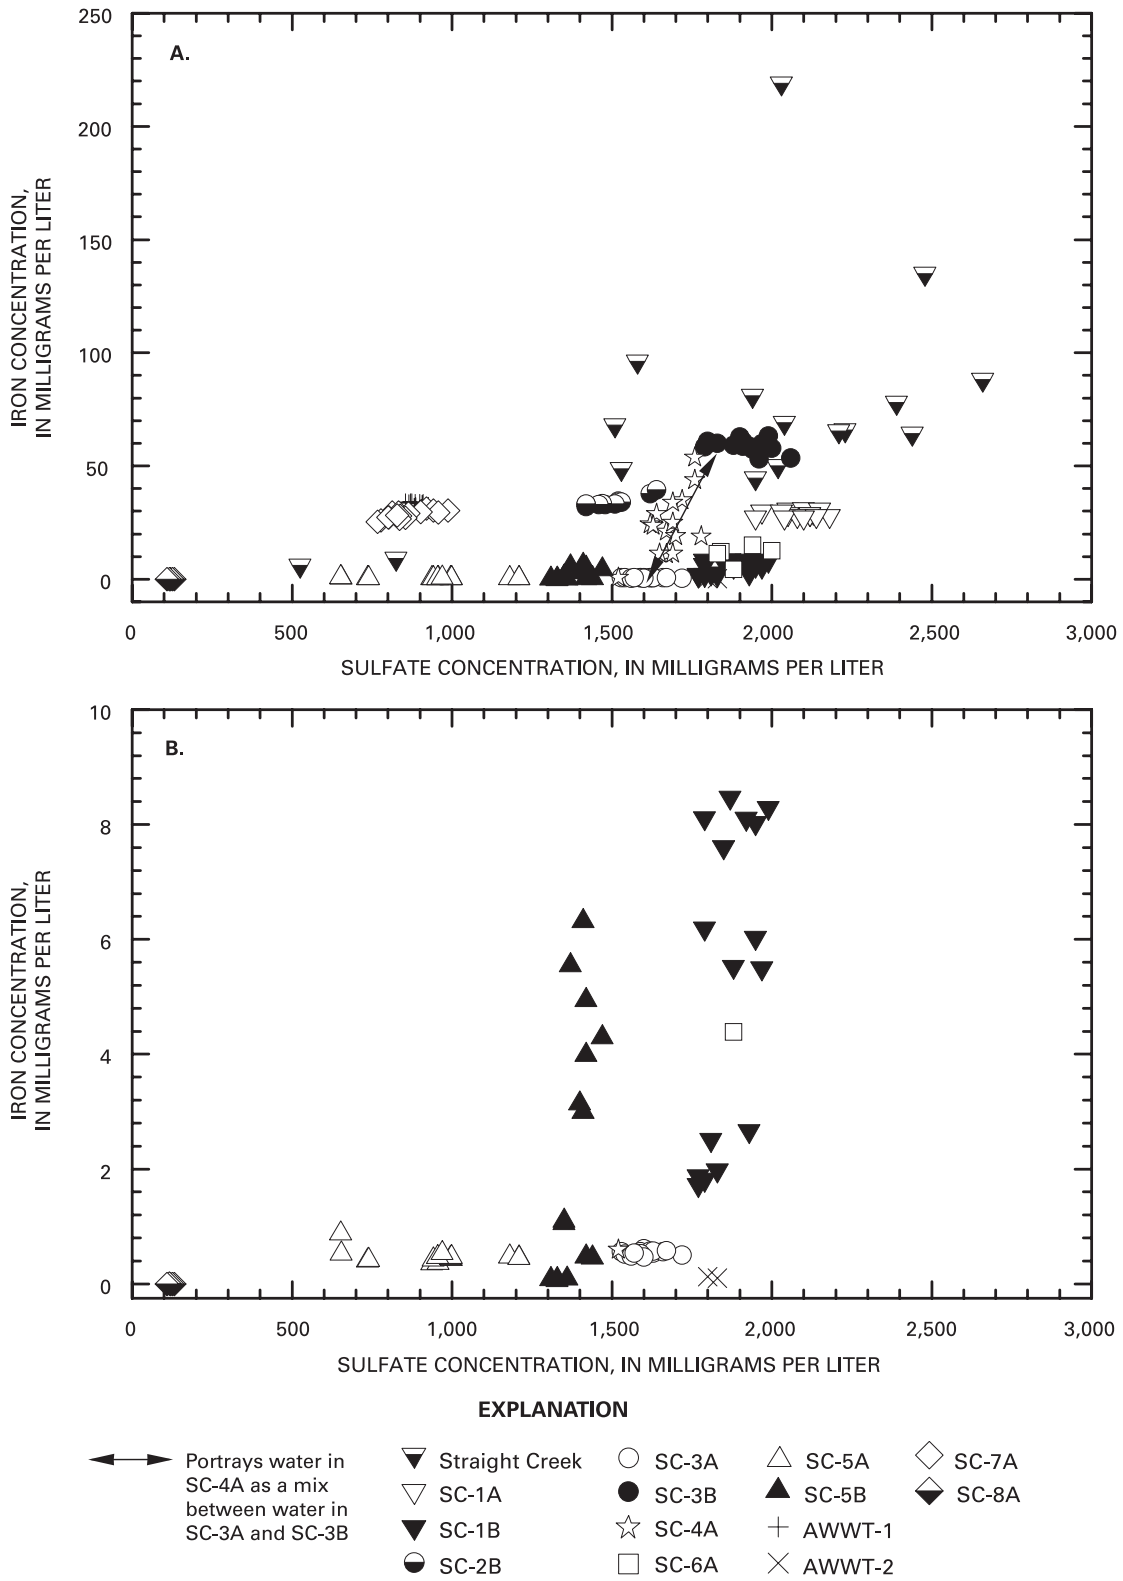 A.
250
200
150
100
50
0
IRON CONCENTRATION,
IN MILLIGRAMS PER LITER
0 500 1,000 1,500 2,000 2,500 3,000
SULFATE CONCENTRATION, IN MILLIGRAMS PER LITER
B.
10
8
6
4
2
0
IRON CONCENTRATION,
IN MILLIGRAMS PER LITER
0 500 1,000 1,500 2,000 2,500 3,000
SULFATE CONCENTRATION, IN MILLIGRAMS PER LITER
EXPLANATION
Portrays water in
SC-4A as a mix
between water in
SC-3A and SC-3B
Straight Creek
SC-1A
SC-1B
SC-2B
SC-3A
SC-3B
SC-4A
SC-6A
SC-5A
SC-5B
AWWT-1
AWWT-2
SC-7A
SC-8A